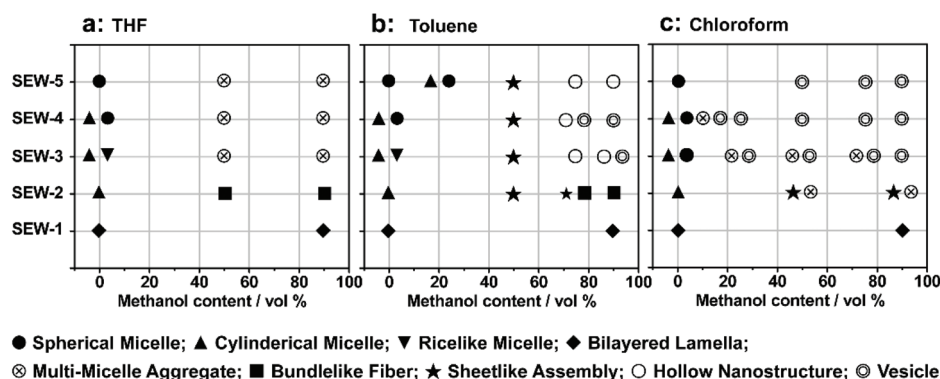 a: THF
b: Toluene
c: Chloroform
SEW-5
SEW-4
SEW-3
SEW-2
SEW-1
0 20 40 60 80 100
0 20 40 60 80 100
0 20 40 60 80 100
Methanol content / vol %
Methanol content / vol %
Methanol content / vol %
Spherical Micelle; Cylinderical Micelle; Ricelike Micelle; Bilayered Lamella;
Multi-Micelle Aggregate; Bundlelike Fiber; Sheetlike Assembly; Hollow Nanostructure; Vesicle